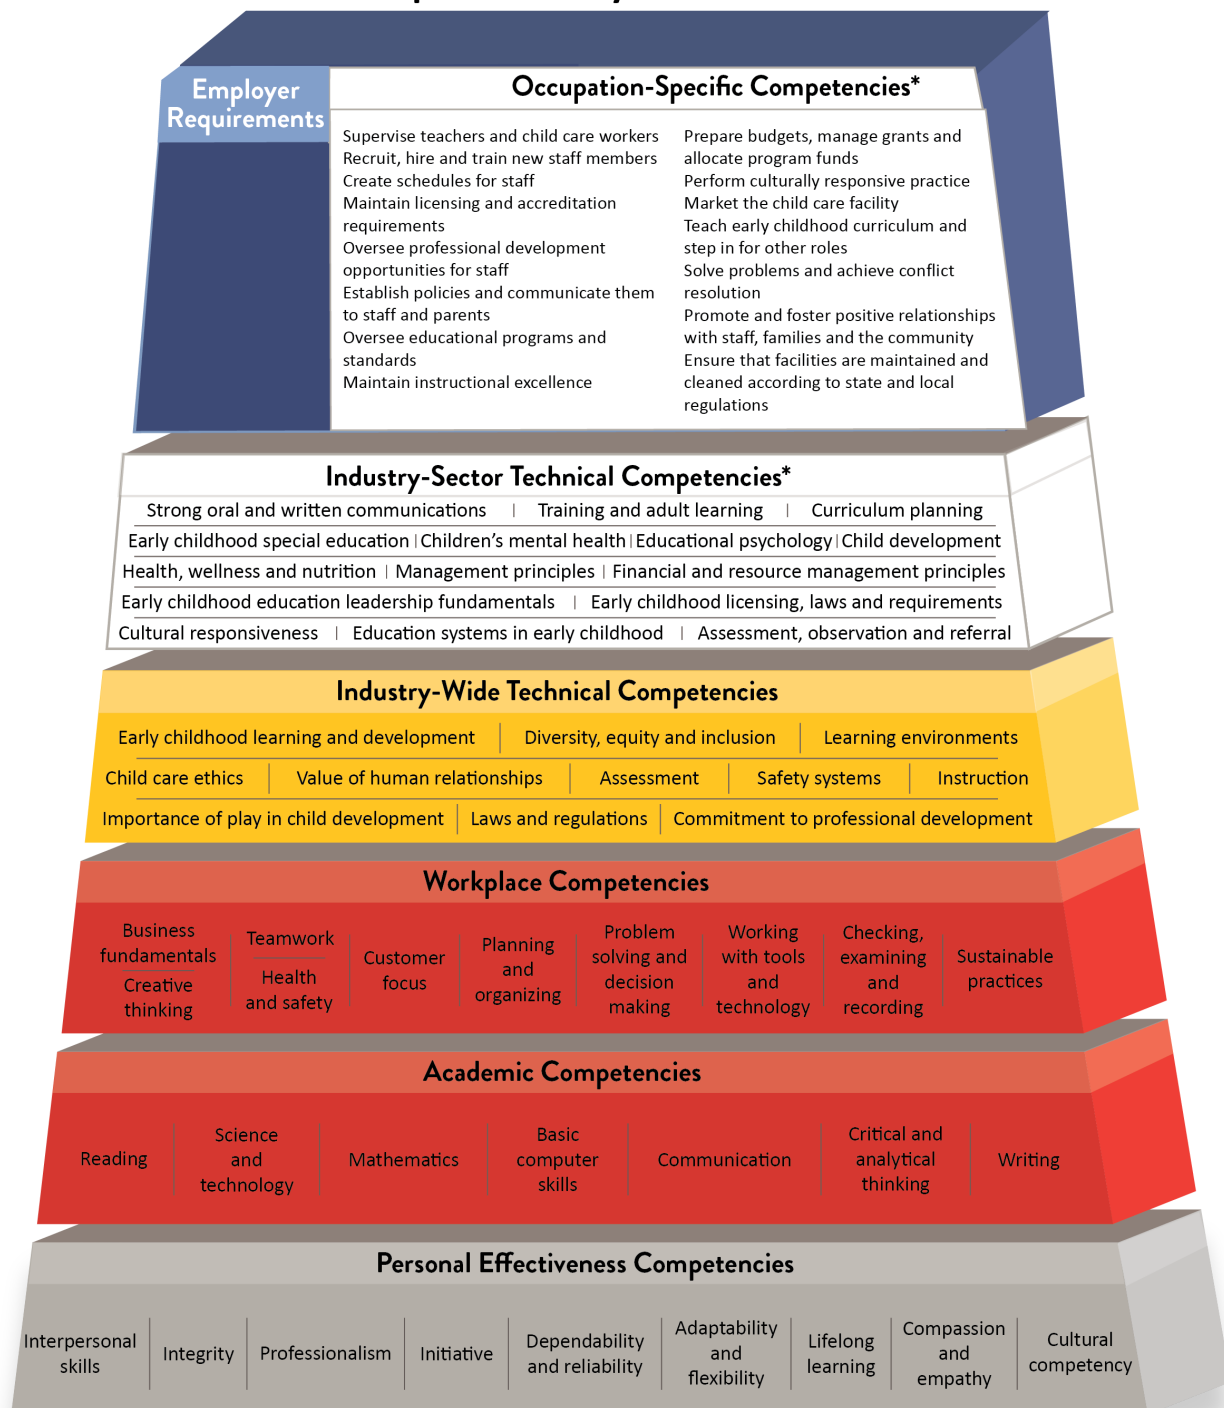 Employer
Requirements
Occupation-Specific Competencies*
Supervise teachers and child care workers
Recruit, hire and train new staff members
Create schedules for staff
Maintain licensing and accreditation
requirements
Oversee professional development
opportunities for staff
Establish policies and communicate them
to staff and parents
Oversee educational programs and
standards
Maintain instructional excellence
Prepare budgets, manage grants and
allocate program funds
Perform culturally responsive practice
Market the child care facility
Teach early childhood curriculum and
step in for other roles
Solve problems and achieve conflict
resolution
Promote and foster positive relationships
with staff, families and the community
Ensure that facilities are maintained and
cleaned according to state and local
regulations
Industry-Sector Technical Competencies*
Strong oral and written communications | Training and adult learning | Curriculum planning
Early childhood special education | Children's mental health | Educational psychology | Child development
Health, wellness and nutrition | Management principles | Financial and resource management principles
Early childhood education leadership fundamentals | Early childhood licensing, laws and requirements
Cultural responsiveness | Education systems in early childhood | Assessment, observation and referral
Industry-Wide Technical Competencies
Early childhood learning and development | Diversity, equity and inclusion | Learning environments
Child care ethics | Value of human relationships | Assessment | Safety systems | Instruction
Importance of play in child development | Laws and regulations | Commitment to professional development
Workplace Competencies
Business
fundamentals
Creative
thinking
Teamwork
Health
and safety
Customer
focus
Planning
and
organizing
Problem
solving and
decision
making
Working
with tools
and
technology
Checking,
examining
and
recording
Sustainable
practices
Academic Competencies
Reading
Science
and
technology
Mathematics
Basic
computer
skills
Communication
Critical and
analytical
thinking
Writing
Personal Effectiveness Competencies
Interpersonal
skills
Integrity
Professionalism
Initiative
Dependability
and reliability
Adaptability
and
flexibility
Lifelong
learning
Compassion
and
empathy
Cultural
competency